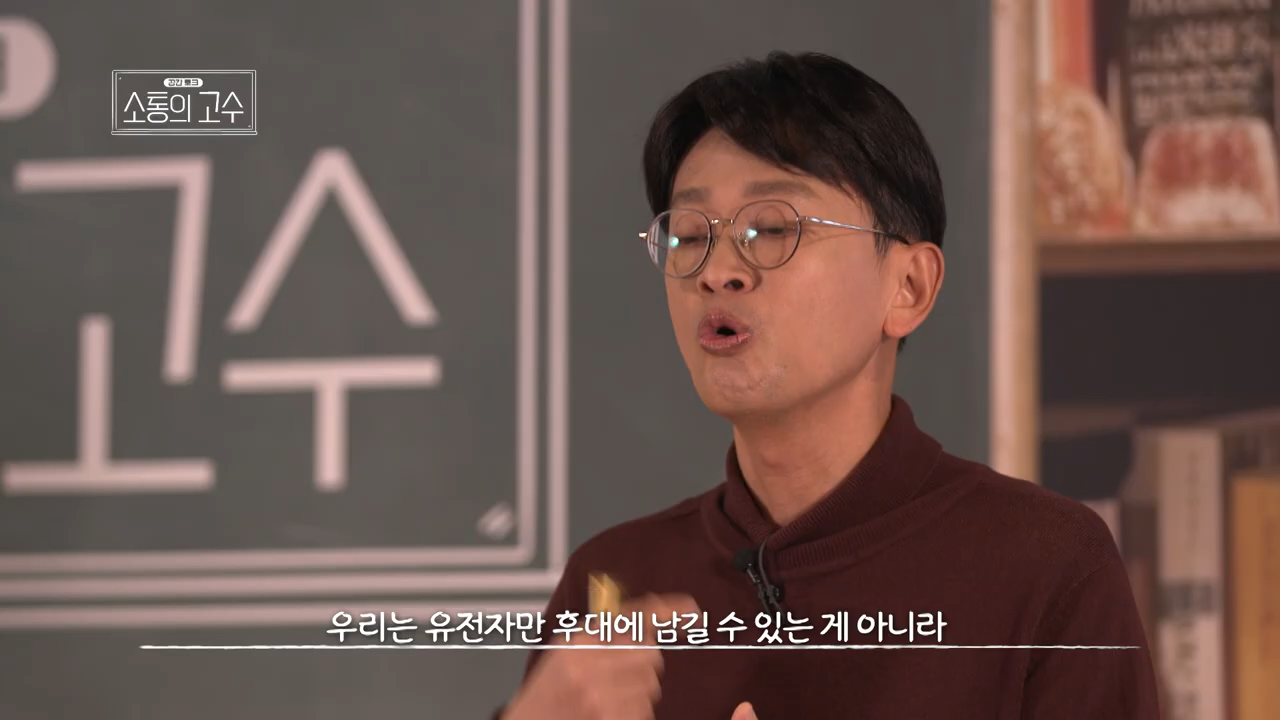 소통의 고수
고수
우리는 유전자만 후대에 남길 수 있는 게 아니라